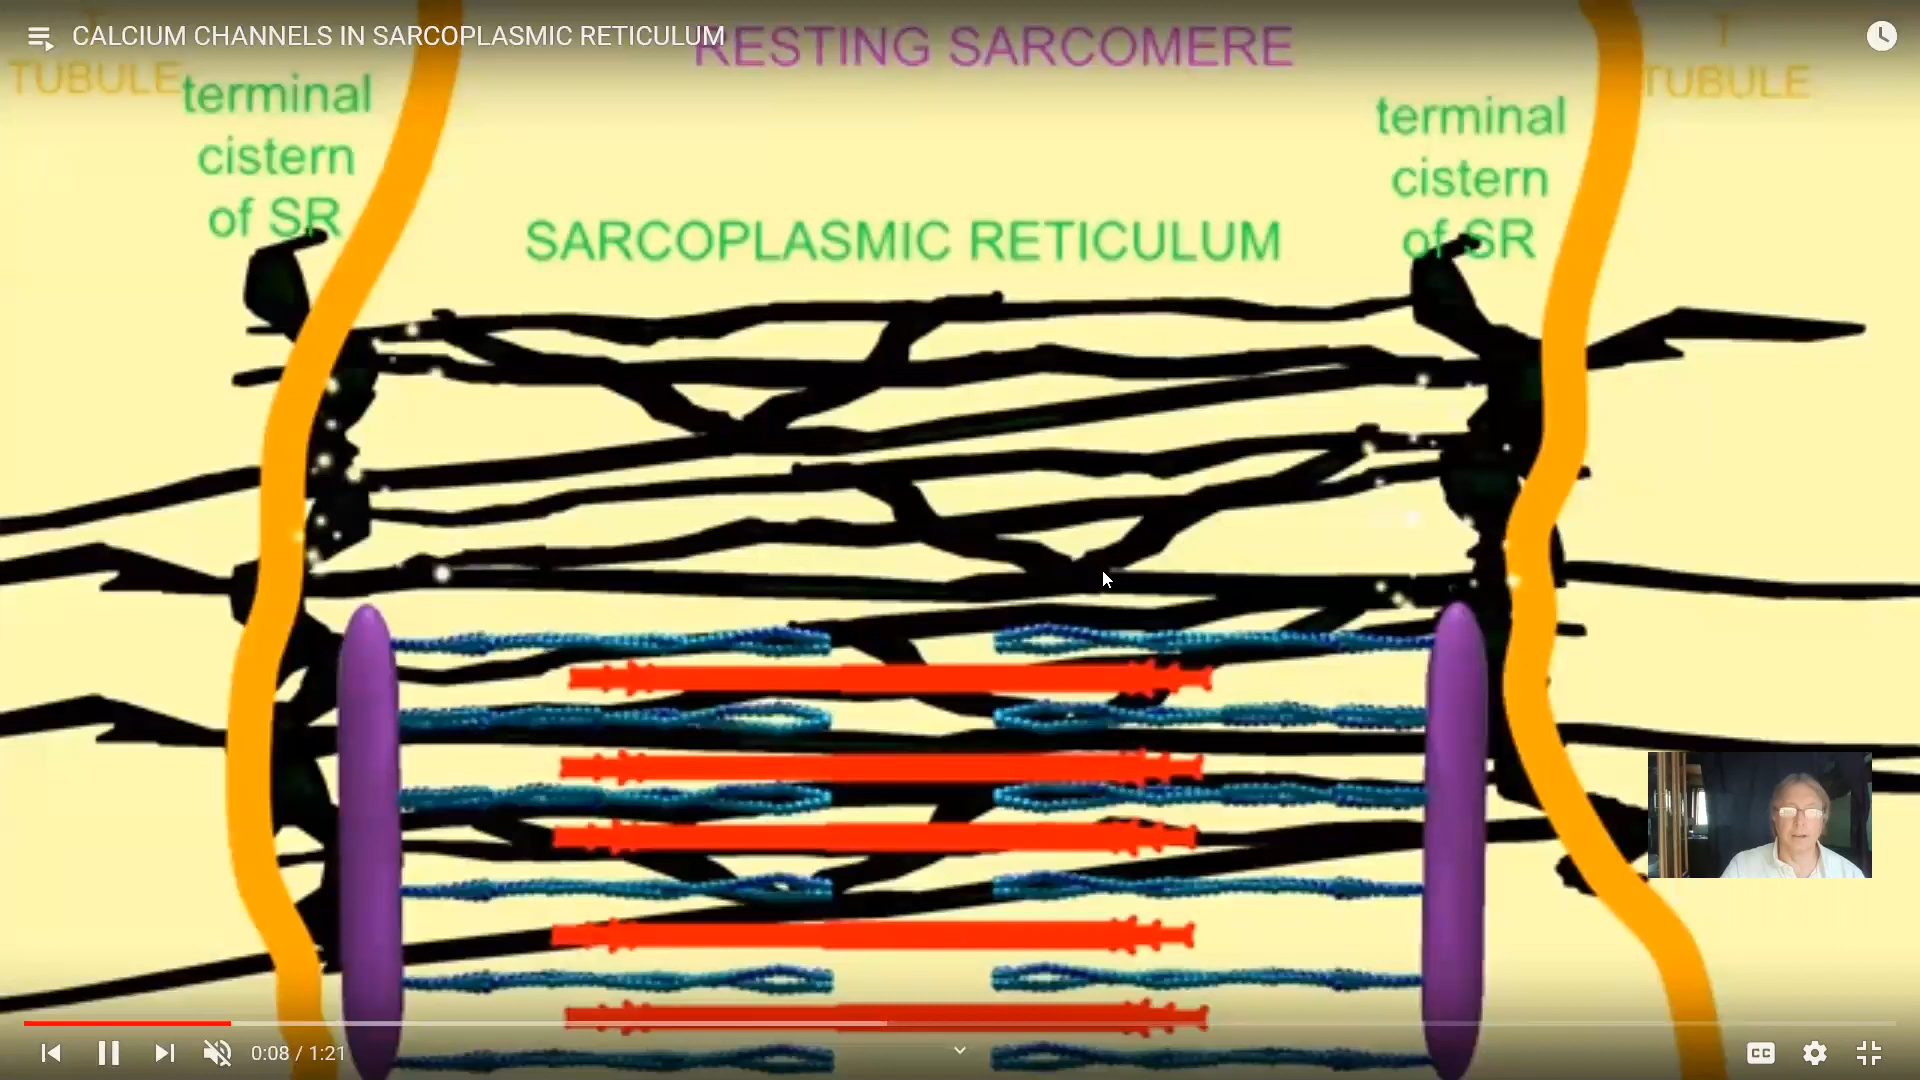 CALCIUM CHANNELS IN SARCOPLASMIC RETICULUM
RESTING SARCOMERE
T
TUBULE
T
TUBULE
terminal
cistern
of SR
terminal
cistern
of SR
SARCOPLASMIC RETICULUM
0:08 / 1:21
CC